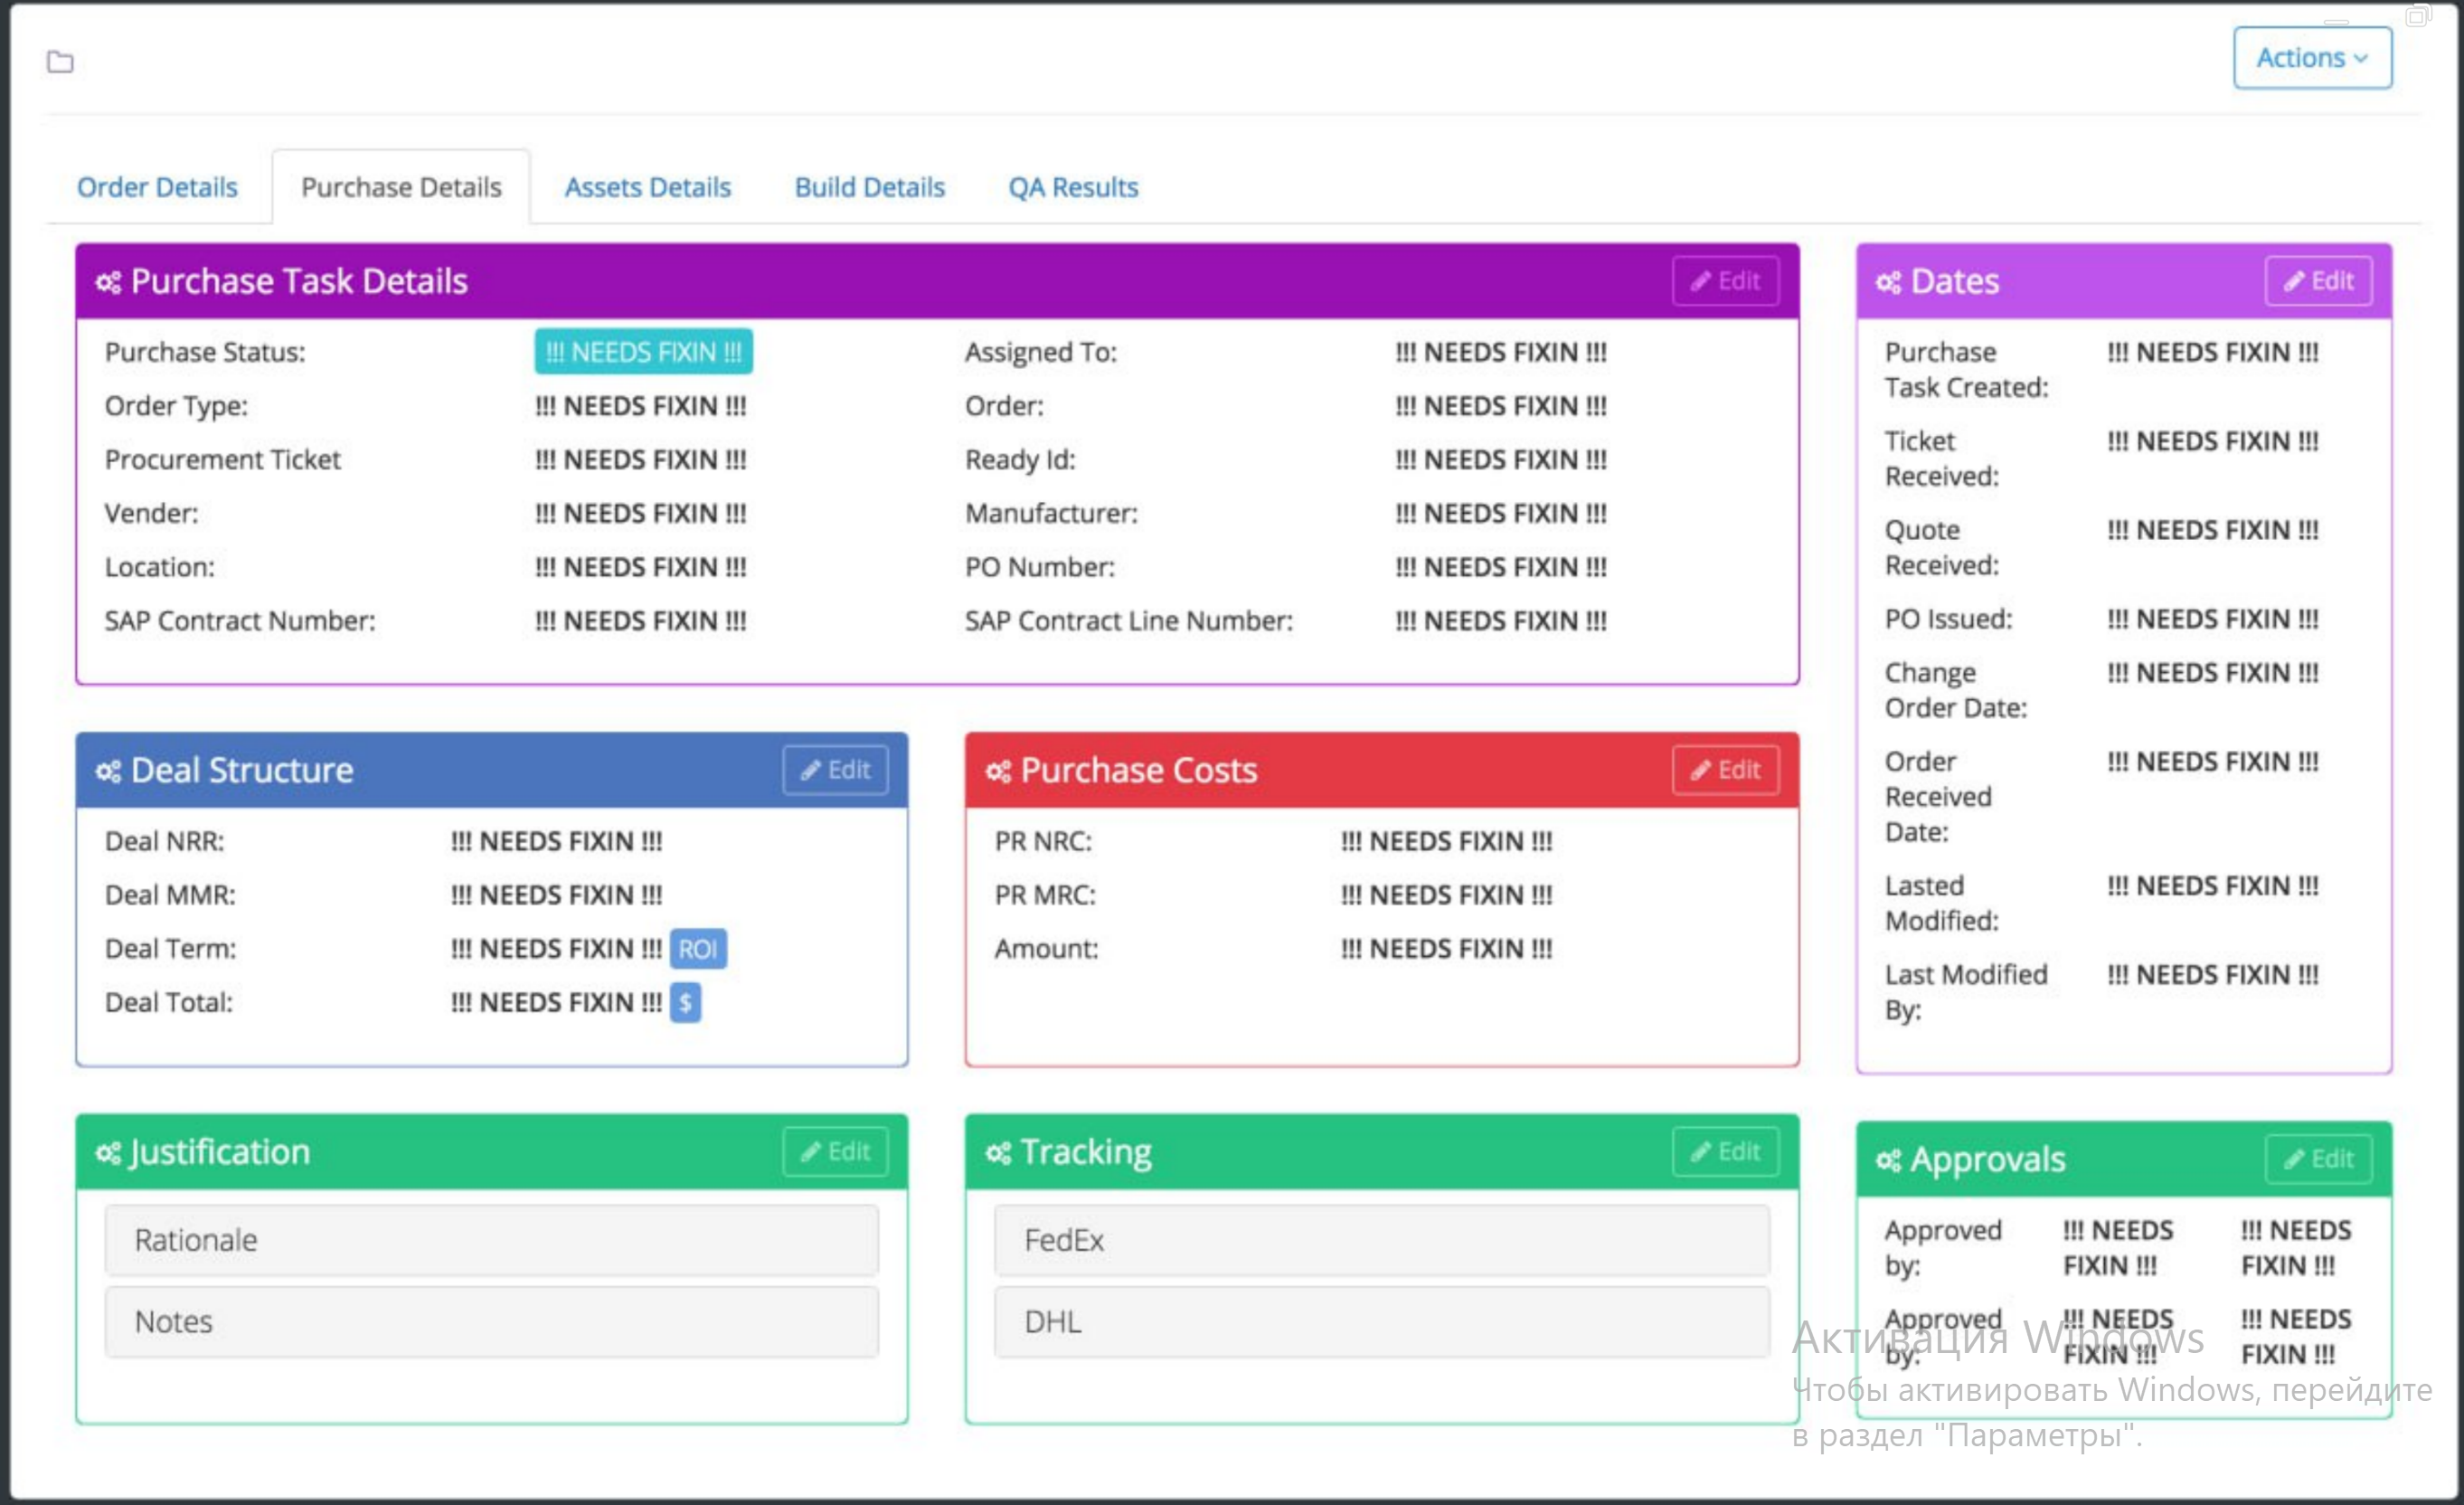 Actions
Order Details Purchase Details Assets Details Build Details QA Results
Purchase Task Details Edit
Purchase Status: !!! NEEDS FIXIN !!! Assigned To: !!! NEEDS FIXIN !!!
Order Type: !!! NEEDS FIXIN !!! Order: !!! NEEDS FIXIN !!!
Procurement Ticket !!! NEEDS FIXIN !!! Ready Id: !!! NEEDS FIXIN !!!
Vender: !!! NEEDS FIXIN !!! Manufacturer: !!! NEEDS FIXIN !!!
Location: !!! NEEDS FIXIN !!! PO Number: !!! NEEDS FIXIN !!!
SAP Contract Number: !!! NEEDS FIXIN !!! SAP Contract Line Number: !!! NEEDS FIXIN !!!
Dates Edit
Purchase !!! NEEDS FIXIN !!!
Task Created:
Ticket !!! NEEDS FIXIN !!!
Received:
Quote !!! NEEDS FIXIN !!!
Received:
PO Issued: !!! NEEDS FIXIN !!!
Change !!! NEEDS FIXIN !!!
Order Date:
Order !!! NEEDS FIXIN !!!
Received
Date:
Lasted !!! NEEDS FIXIN !!!
Modified:
Last Modified !!! NEEDS FIXIN !!!
By:
Deal Structure Edit
Deal NRR: !!! NEEDS FIXIN !!!
Deal MMR: !!! NEEDS FIXIN !!!
Deal Term: !!! NEEDS FIXIN !!! ROI
Deal Total: !!! NEEDS FIXIN !!! $
Purchase Costs Edit
PR NRC: !!! NEEDS FIXIN !!!
PR MRC: !!! NEEDS FIXIN !!!
Amount: !!! NEEDS FIXIN !!!
Justification Edit
Rationale
Notes
Tracking Edit
FedEx
DHL
Approvals Edit
Approved !!! NEEDS !!! NEEDS
by: FIXIN !!! FIXIN !!!
Approved !!! NEEDS !!! NEEDS
by: FIXIN !!! FIXIN !!!
Активация Windows
Чтобы активировать Windows, перейдите
в раздел "Параметры".